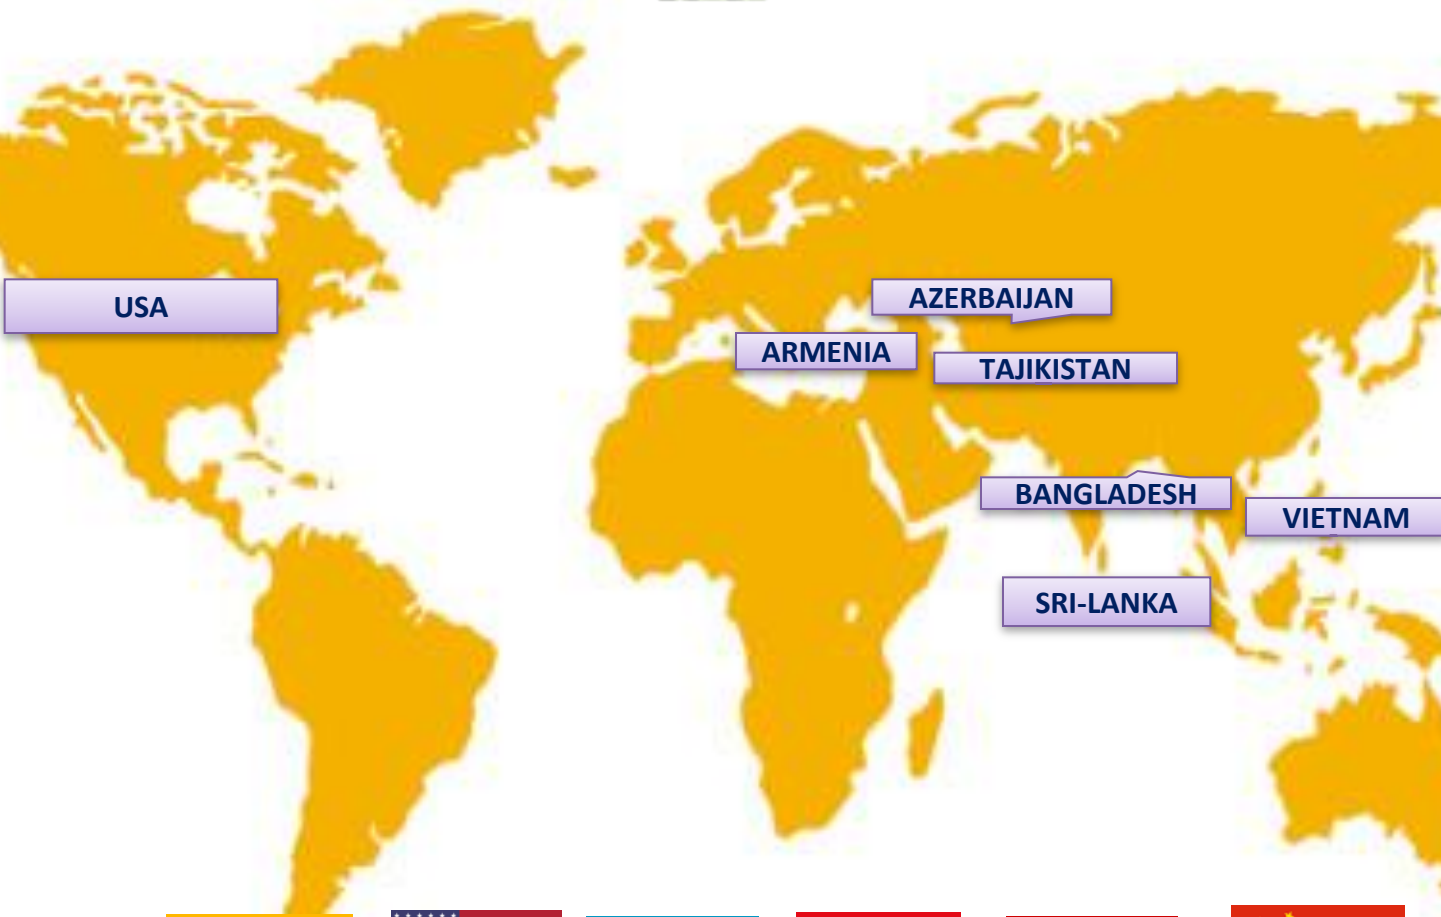 USA
AZERBAIJAN
ARMENIA
TAJIKISTAN
BANGLADESH
VIETNAM
SRI-LANKA